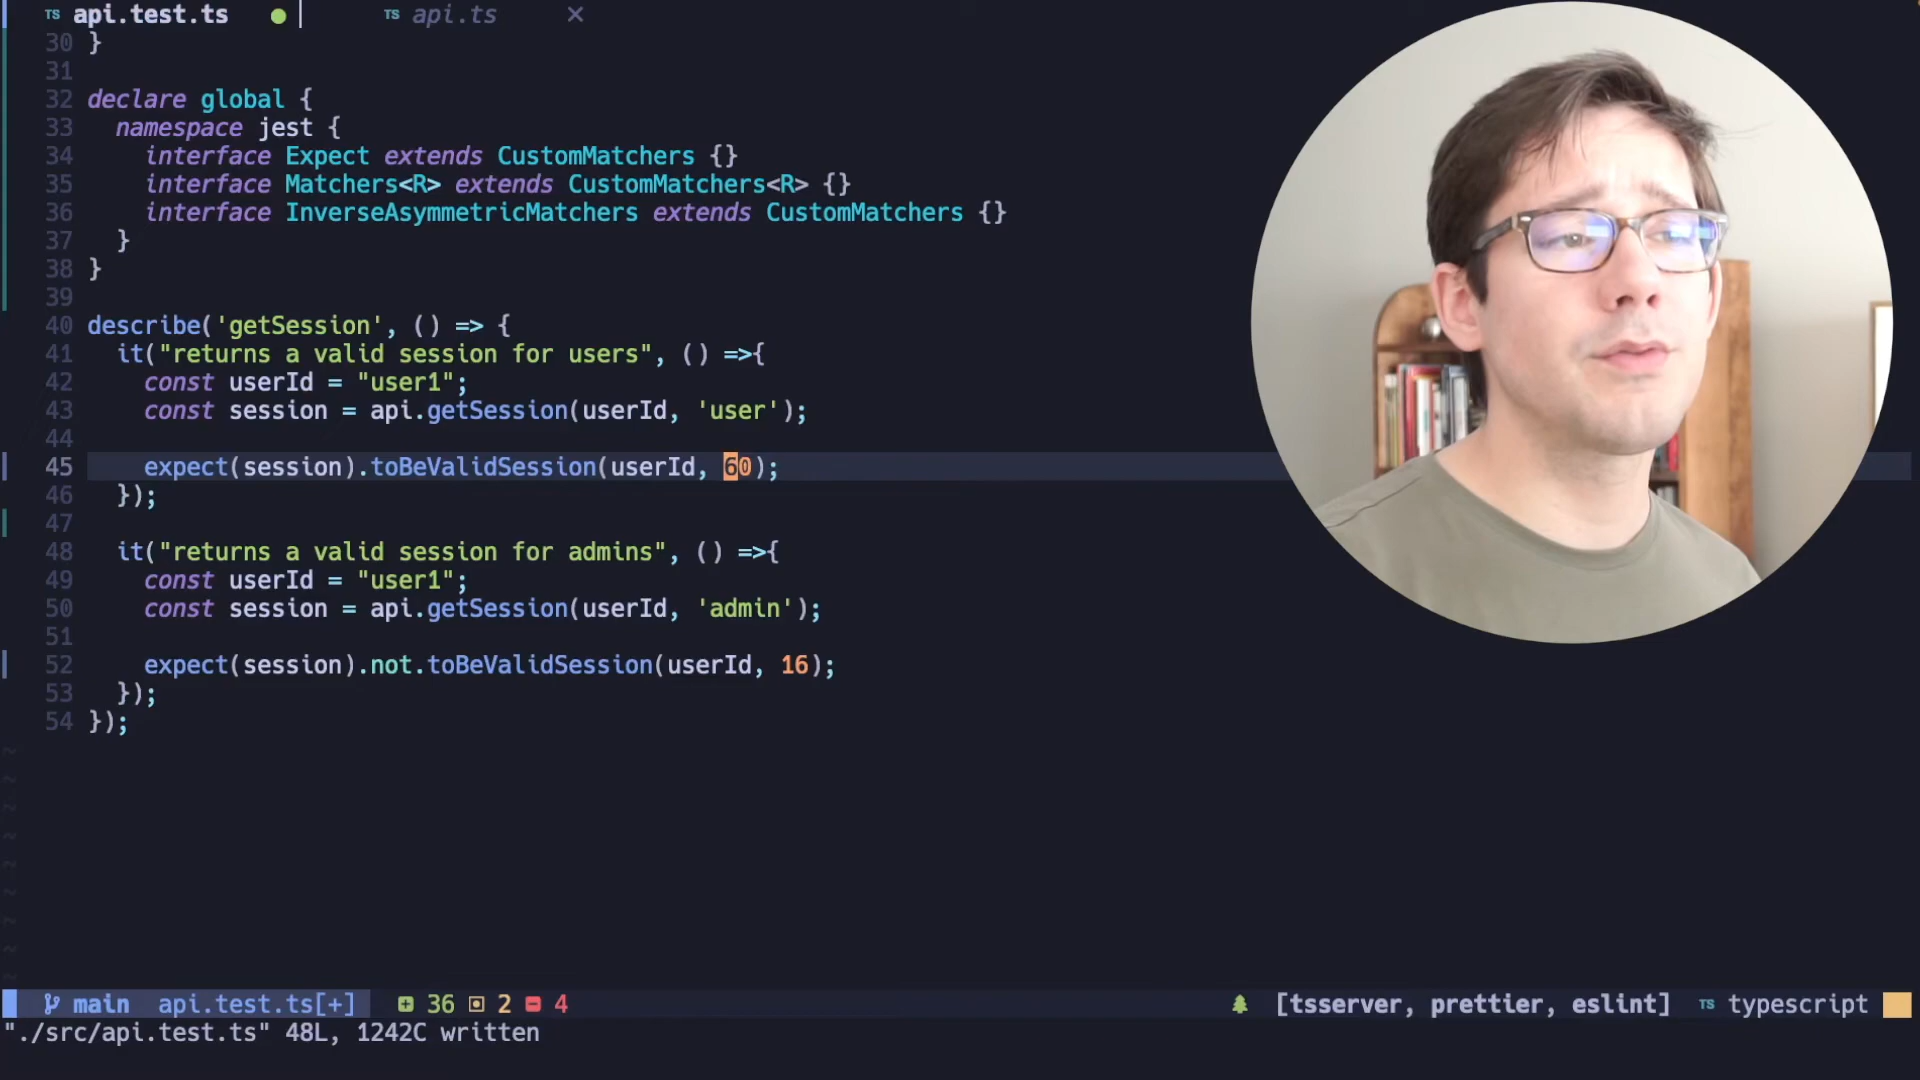 TS api.test.ts ● | TS api.ts ✕
30 }
31
32 declare global {
33 namespace jest {
34 interface Expect extends CustomMatchers {}
35 interface Matchers<R> extends CustomMatchers<R> {}
36 interface InverseAsymmetricMatchers extends CustomMatchers {}
37 }
38 }
39
40 describe('getSession', () => {
41 it("returns a valid session for users", () =>{
42 const userId = "user1";
43 const session = api.getSession(userId, 'user');
44
45 expect(session).toBeValidSession(userId, 60);
46 });
47
48 it("returns a valid session for admins", () =>{
49 const userId = "user1";
50 const session = api.getSession(userId, 'admin');
51
52 expect(session).not.toBeValidSession(userId, 16);
53 });
54 });
~
~
~
~
~
~
~
~
~
main api.test.ts[+] 36 2 4 [tsserver, prettier, eslint] TS typescript
"./src/api.test.ts" 48L, 1242C written